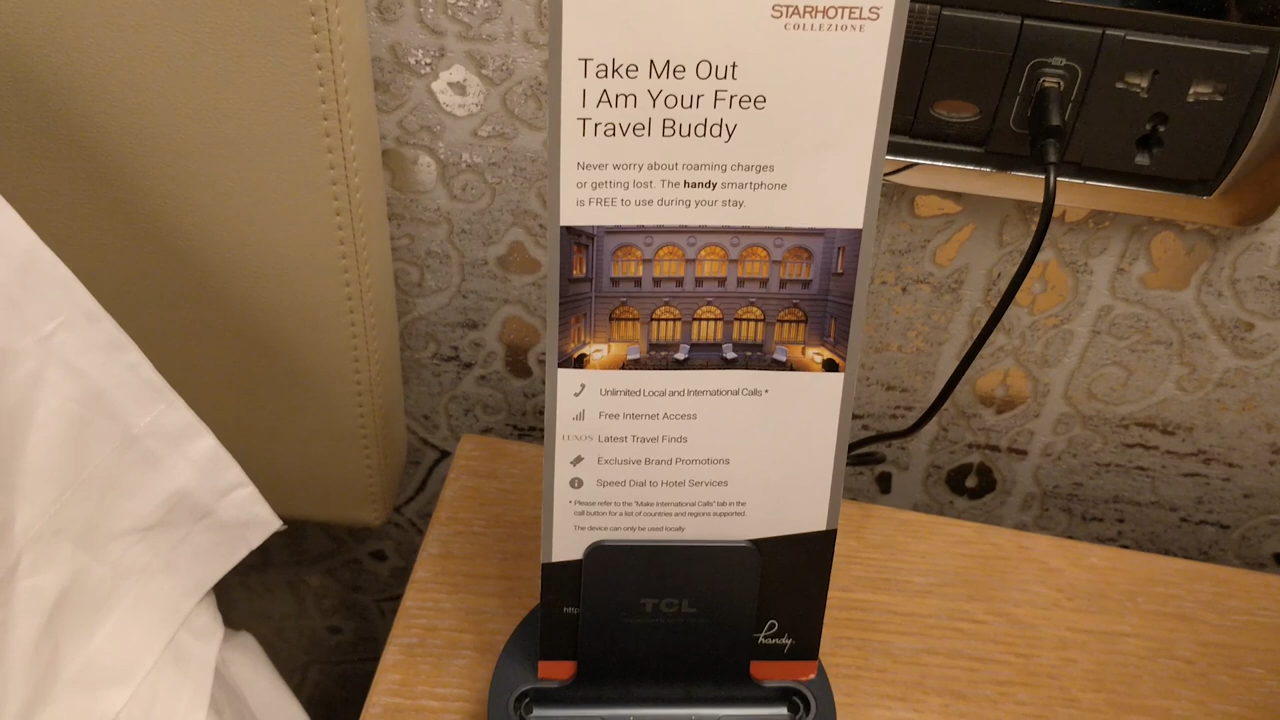 STARHOTELS
COLLEZIONE
Take Me Out
I Am Your Free
Travel Buddy
Never worry about roaming charges
or getting lost. The handy smartphone
is FREE to use during your stay.
Unlimited Local and International Calls *
Free Internet Access
LUXOS Latest Travel Finds
Exclusive Brand Promotions
Speed Dial to Hotel Services
* Please refer to the "Make International Calls" tab in the
call button for a list of countries and regions supported.
The device can only be used locally
http
TCL
handy